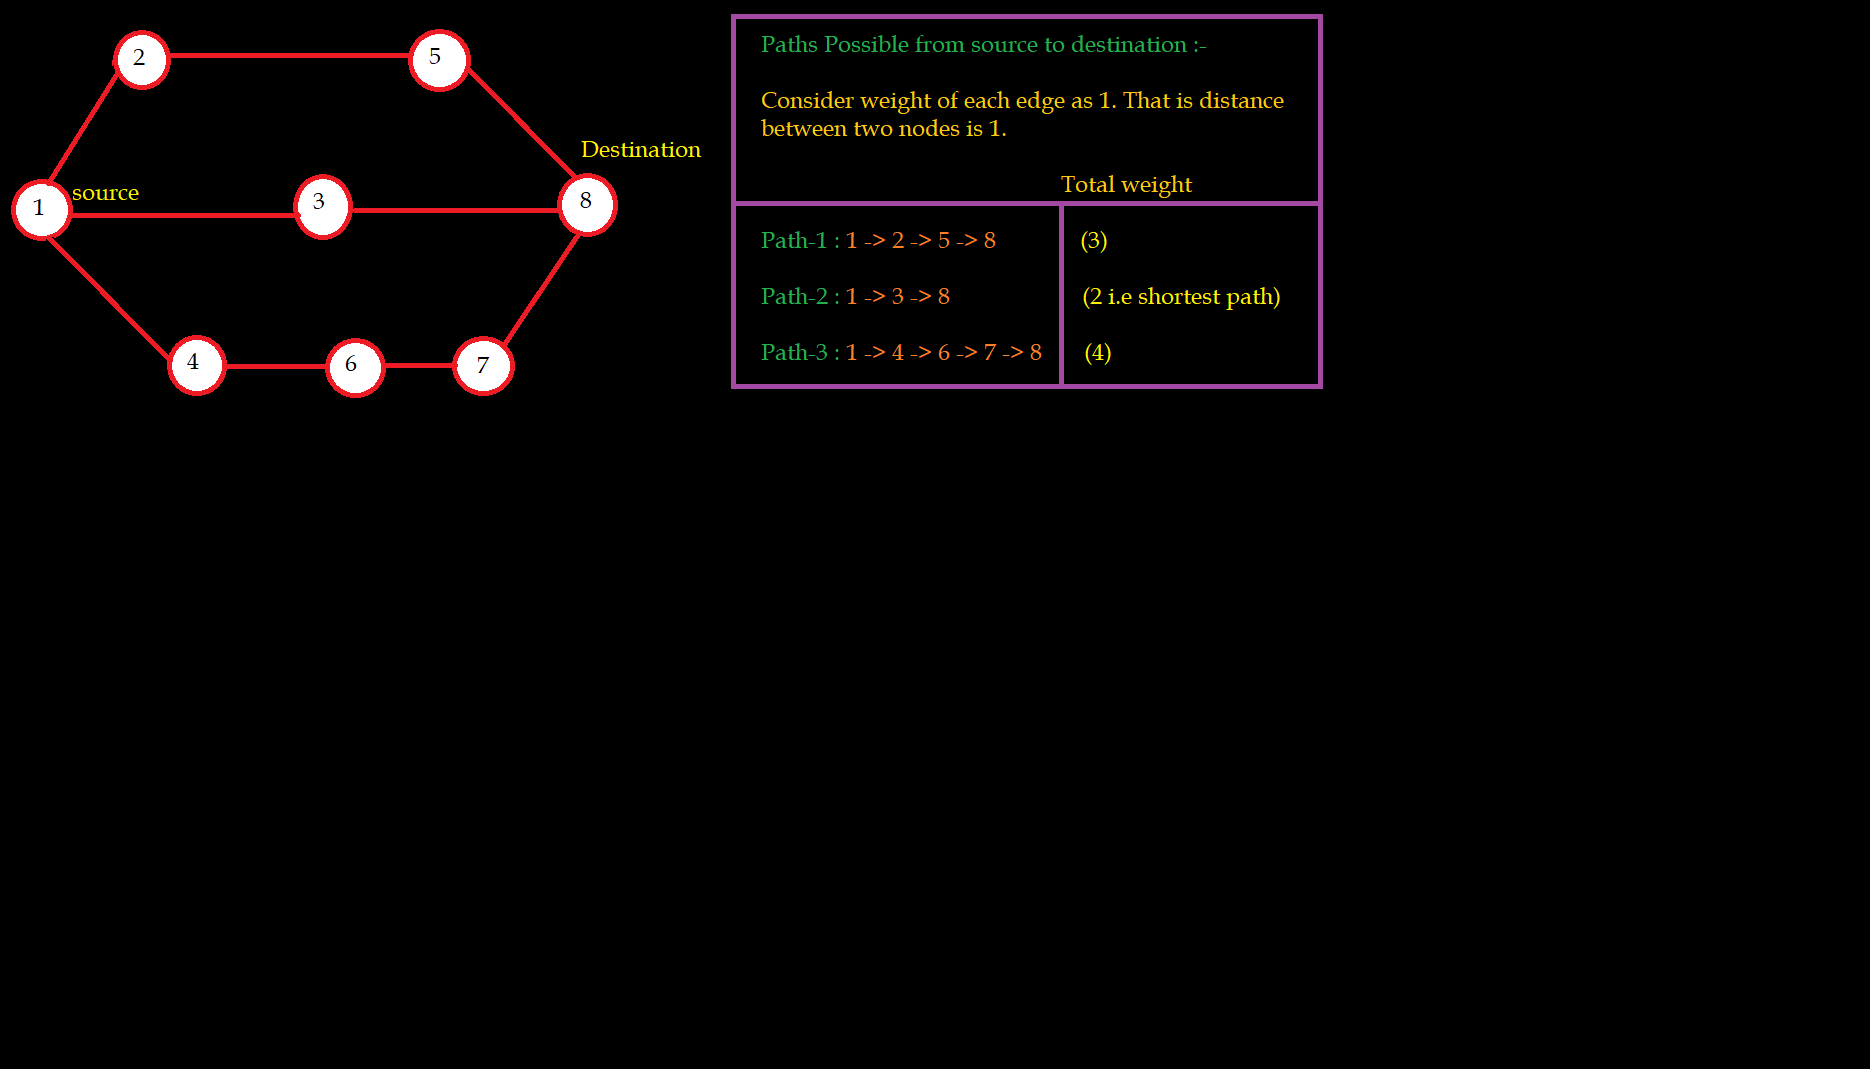 2
5
Destination
1
source
3
8
4
6
7
Paths Possible from source to destination :-
Consider weight of each edge as 1. That is distance
between two nodes is 1.
Total weight
Path-1 : 1 -> 2 -> 5 -> 8 (3)
Path-2 : 1 -> 3 -> 8 (2 i.e shortest path)
Path-3 : 1 -> 4 -> 6 -> 7 -> 8 (4)